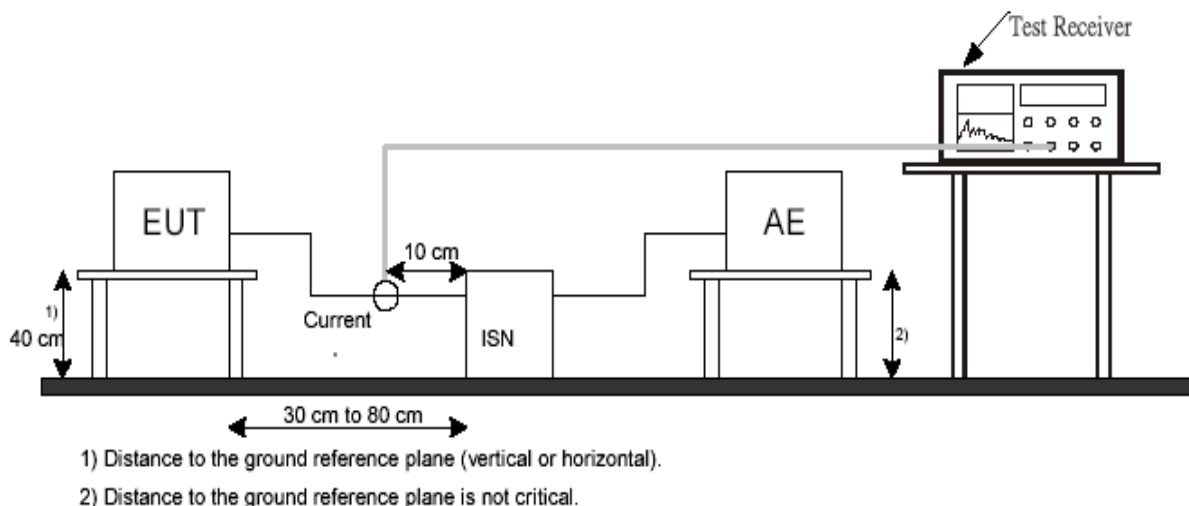 Test Receiver
EUT
AE
10 cm
1)
40 cm
Current
ISN
2)
30 cm to 80 cm
1) Distance to the ground reference plane (vertical or horizontal).
2) Distance to the ground reference plane is not critical.